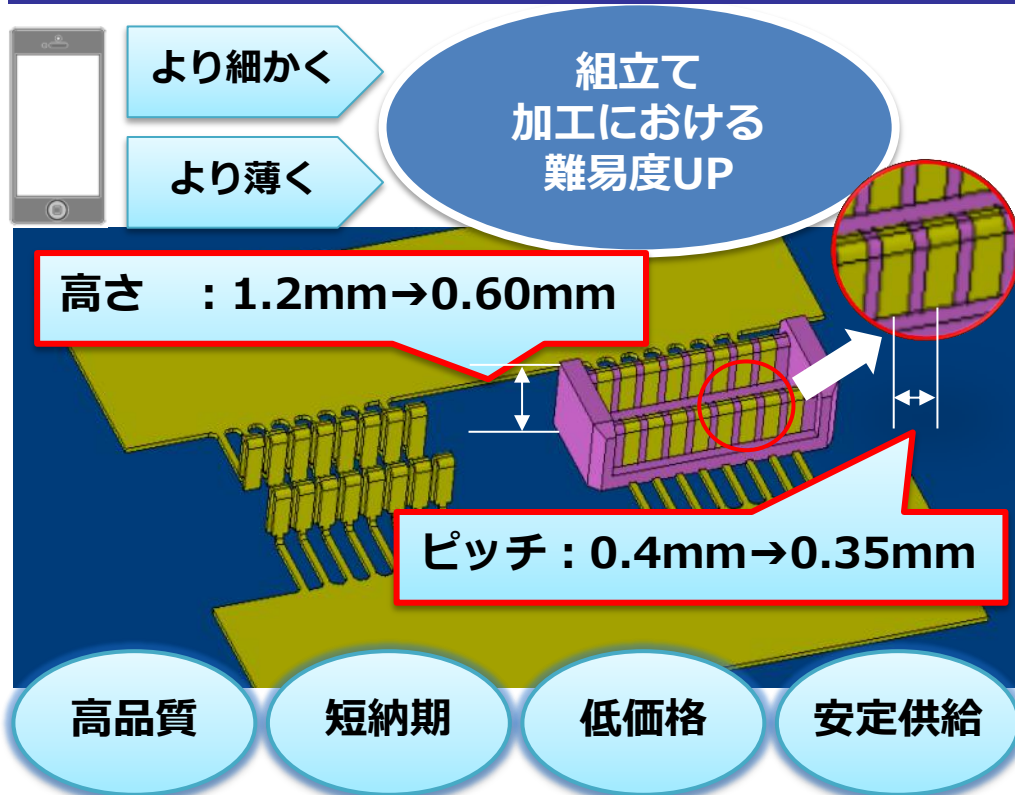 より細かく
より薄く
組立て
加工における
難易度UP
高さ　：1.2mm→0.60mm
ピッチ：0.4mm→0.35mm
高品質
短納期
低価格
安定供給